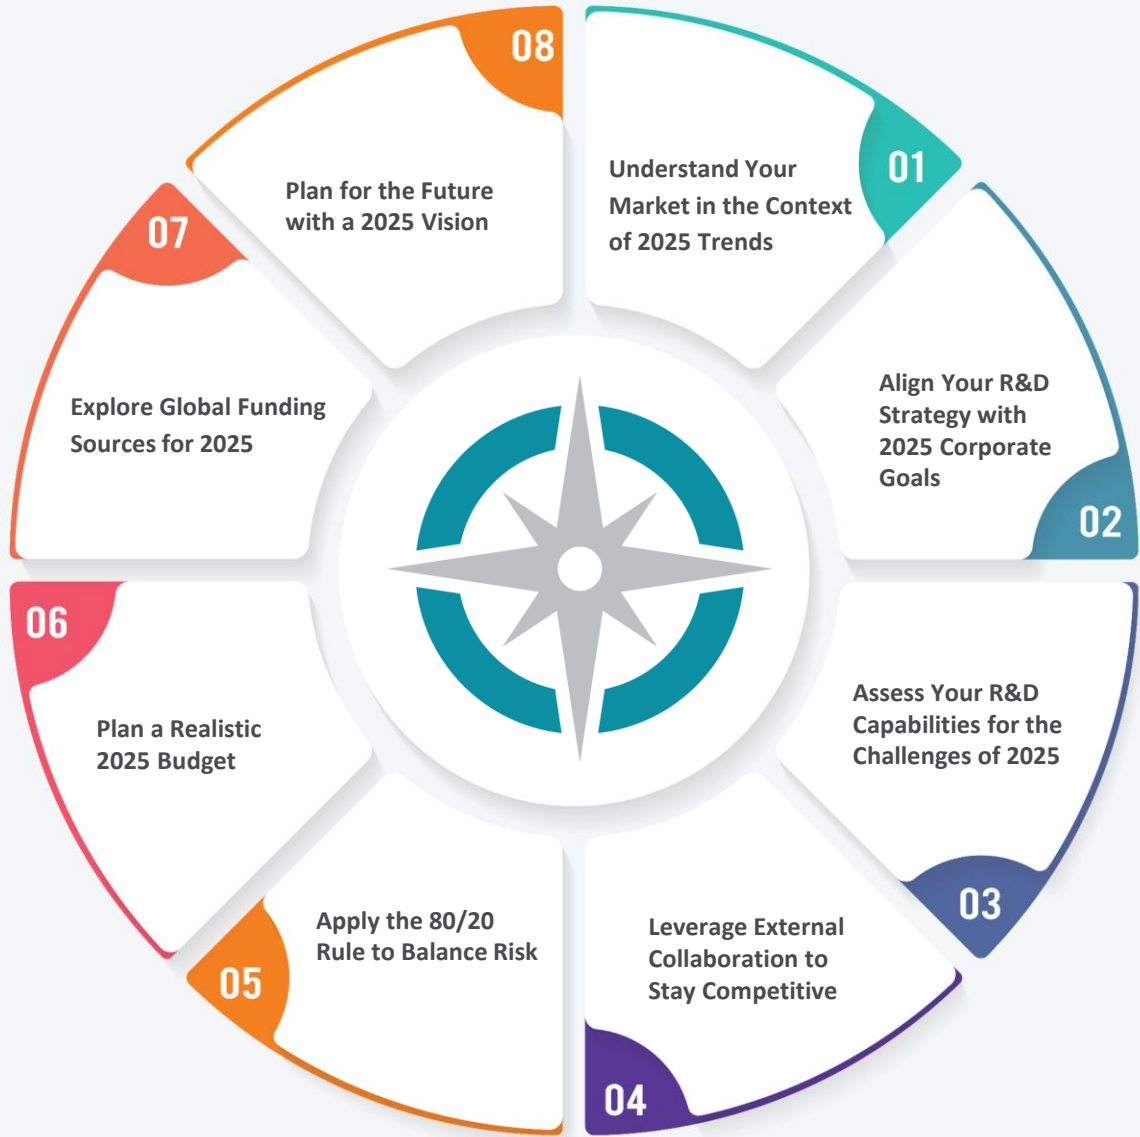 01
Understand Your
Market in the Context
of 2025 Trends
02
Align Your R&D
Strategy with
2025 Corporate
Goals
03
Assess Your R&D
Capabilities for the
Challenges of 2025
04
Leverage External
Collaboration to
Stay Competitive
05
Apply the 80/20
Rule to Balance Risk
06
Plan a Realistic
2025 Budget
07
Explore Global Funding
Sources for 2025
08
Plan for the Future
with a 2025 Vision